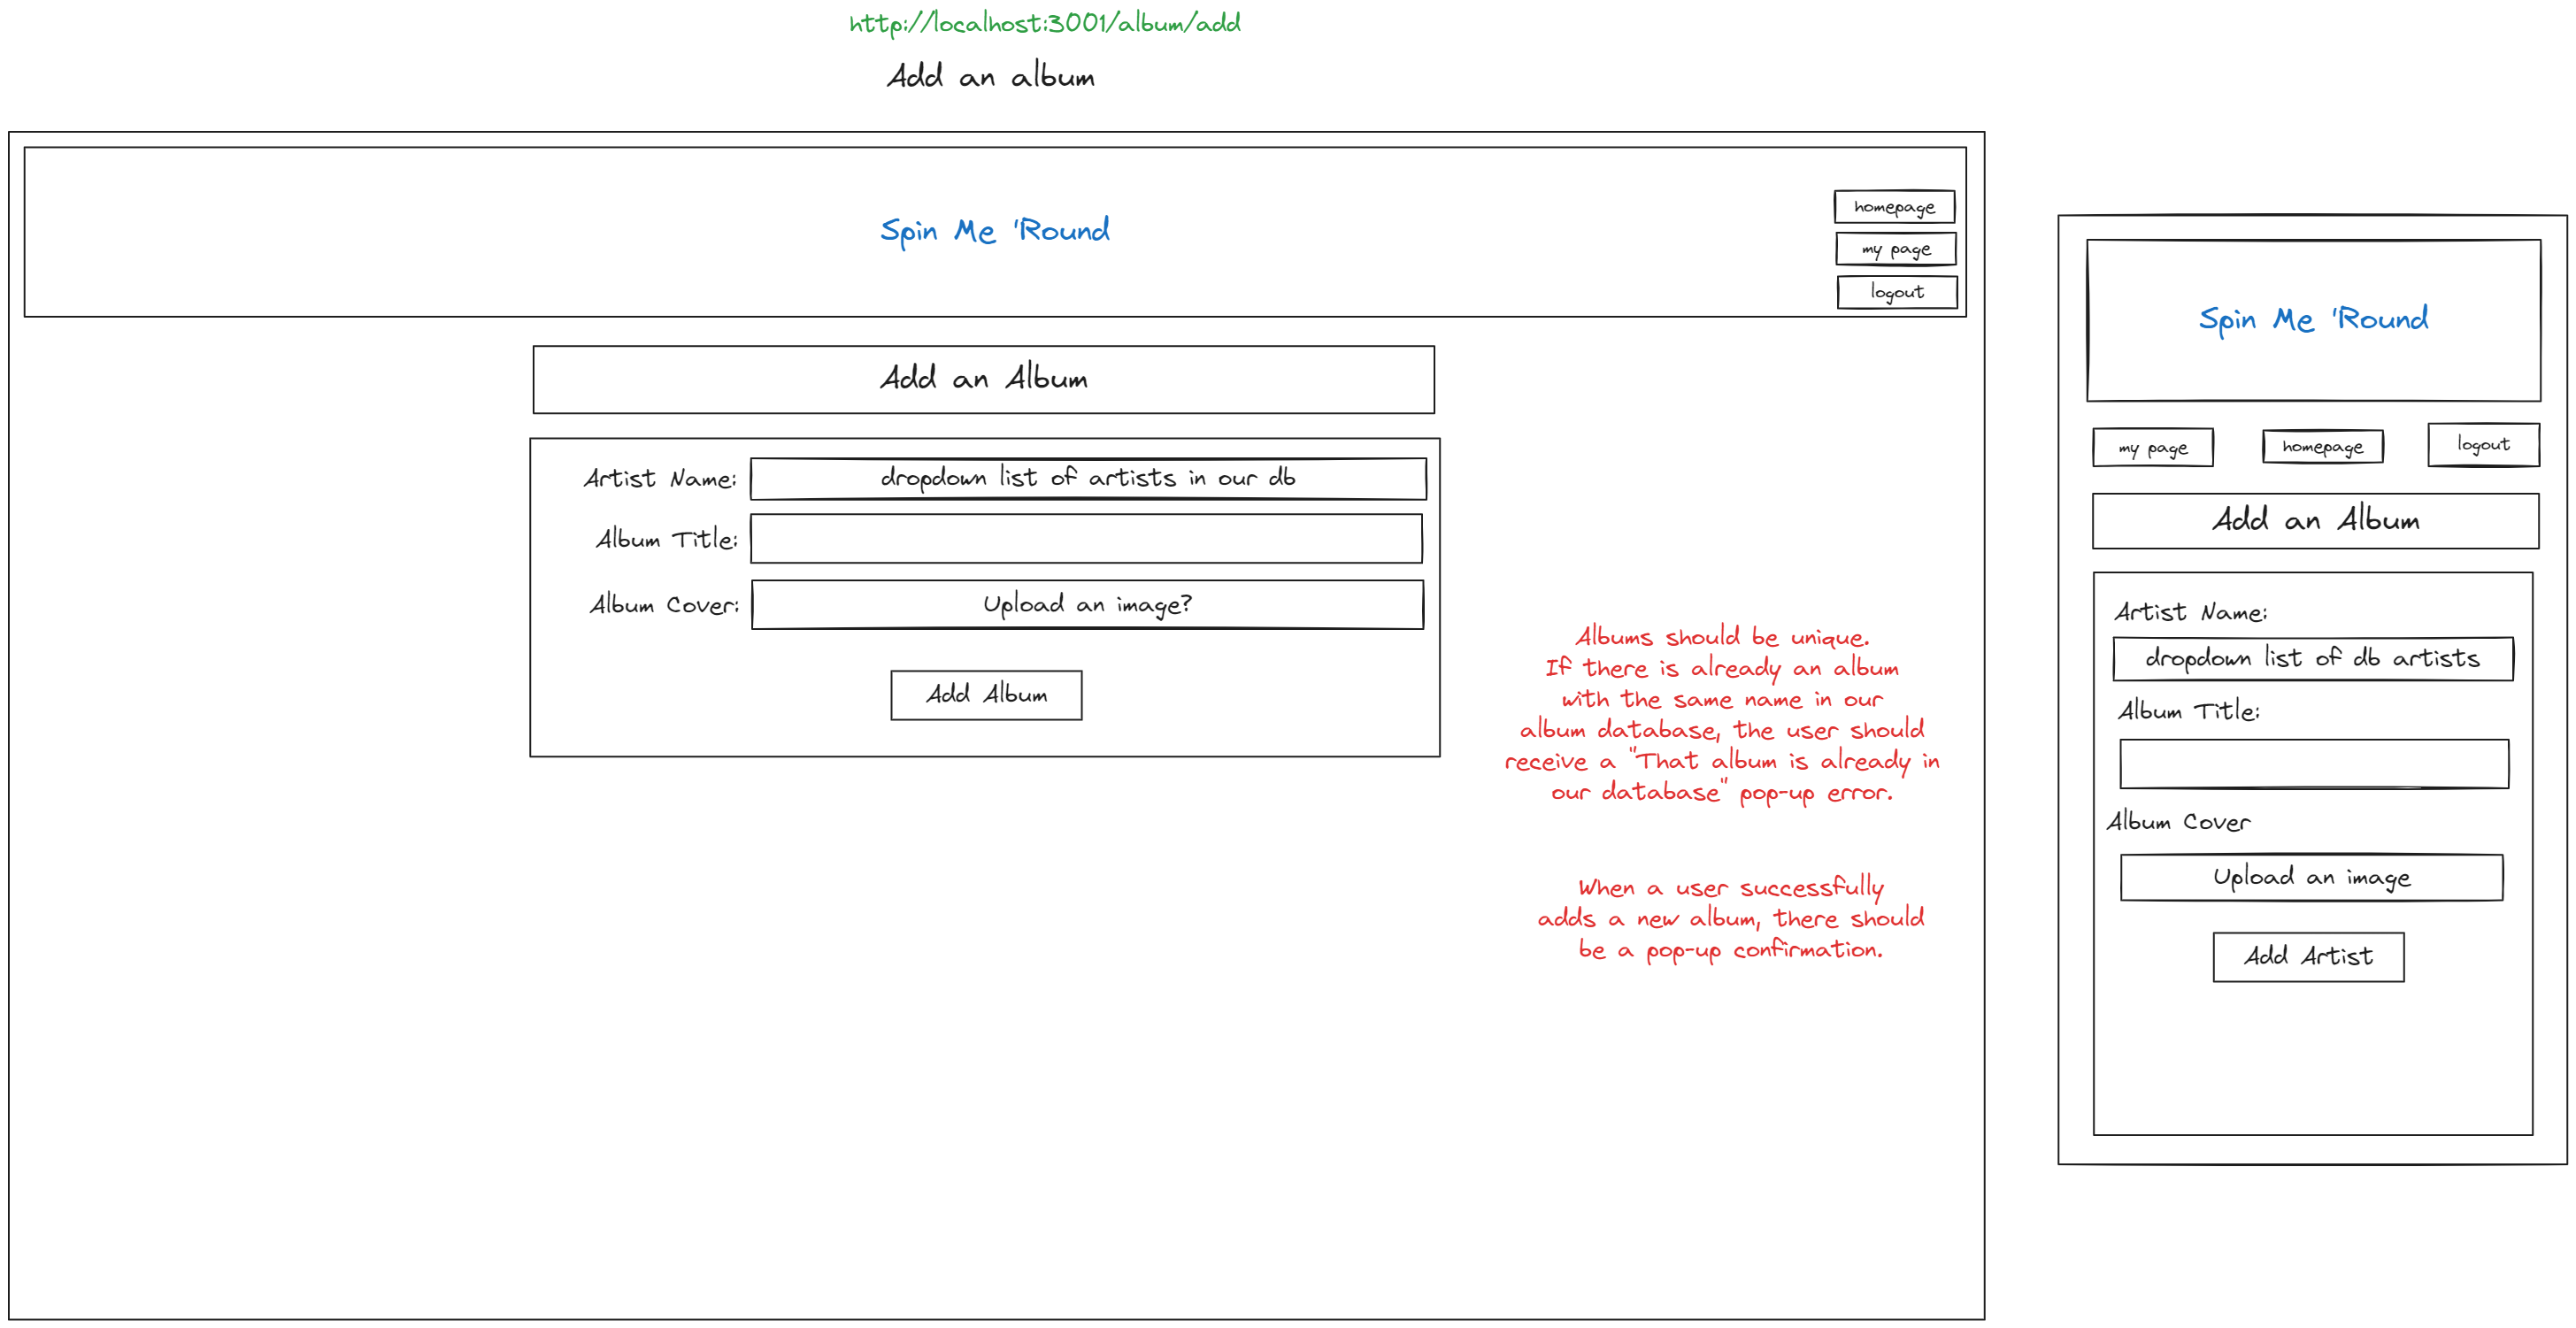 http://localhost:3001/album/add
Add an album
Spin Me 'Round
homepage
my page
logout
Add an Album
Artist Name:
dropdown list of artists in our db
Album Title:
Album Cover:
Upload an image?
Add Album
Albums should be unique.
If there is already an album
with the same name in our
album database, the user should
receive a "That album is already in
our database" pop-up error.
When a user successfully
adds a new album, there should
be a pop-up confirmation.
Spin Me 'Round
my page
homepage
logout
Add an Album
Artist Name:
dropdown list of db artists
Album Title:
Album Cover
Upload an image
Add Artist